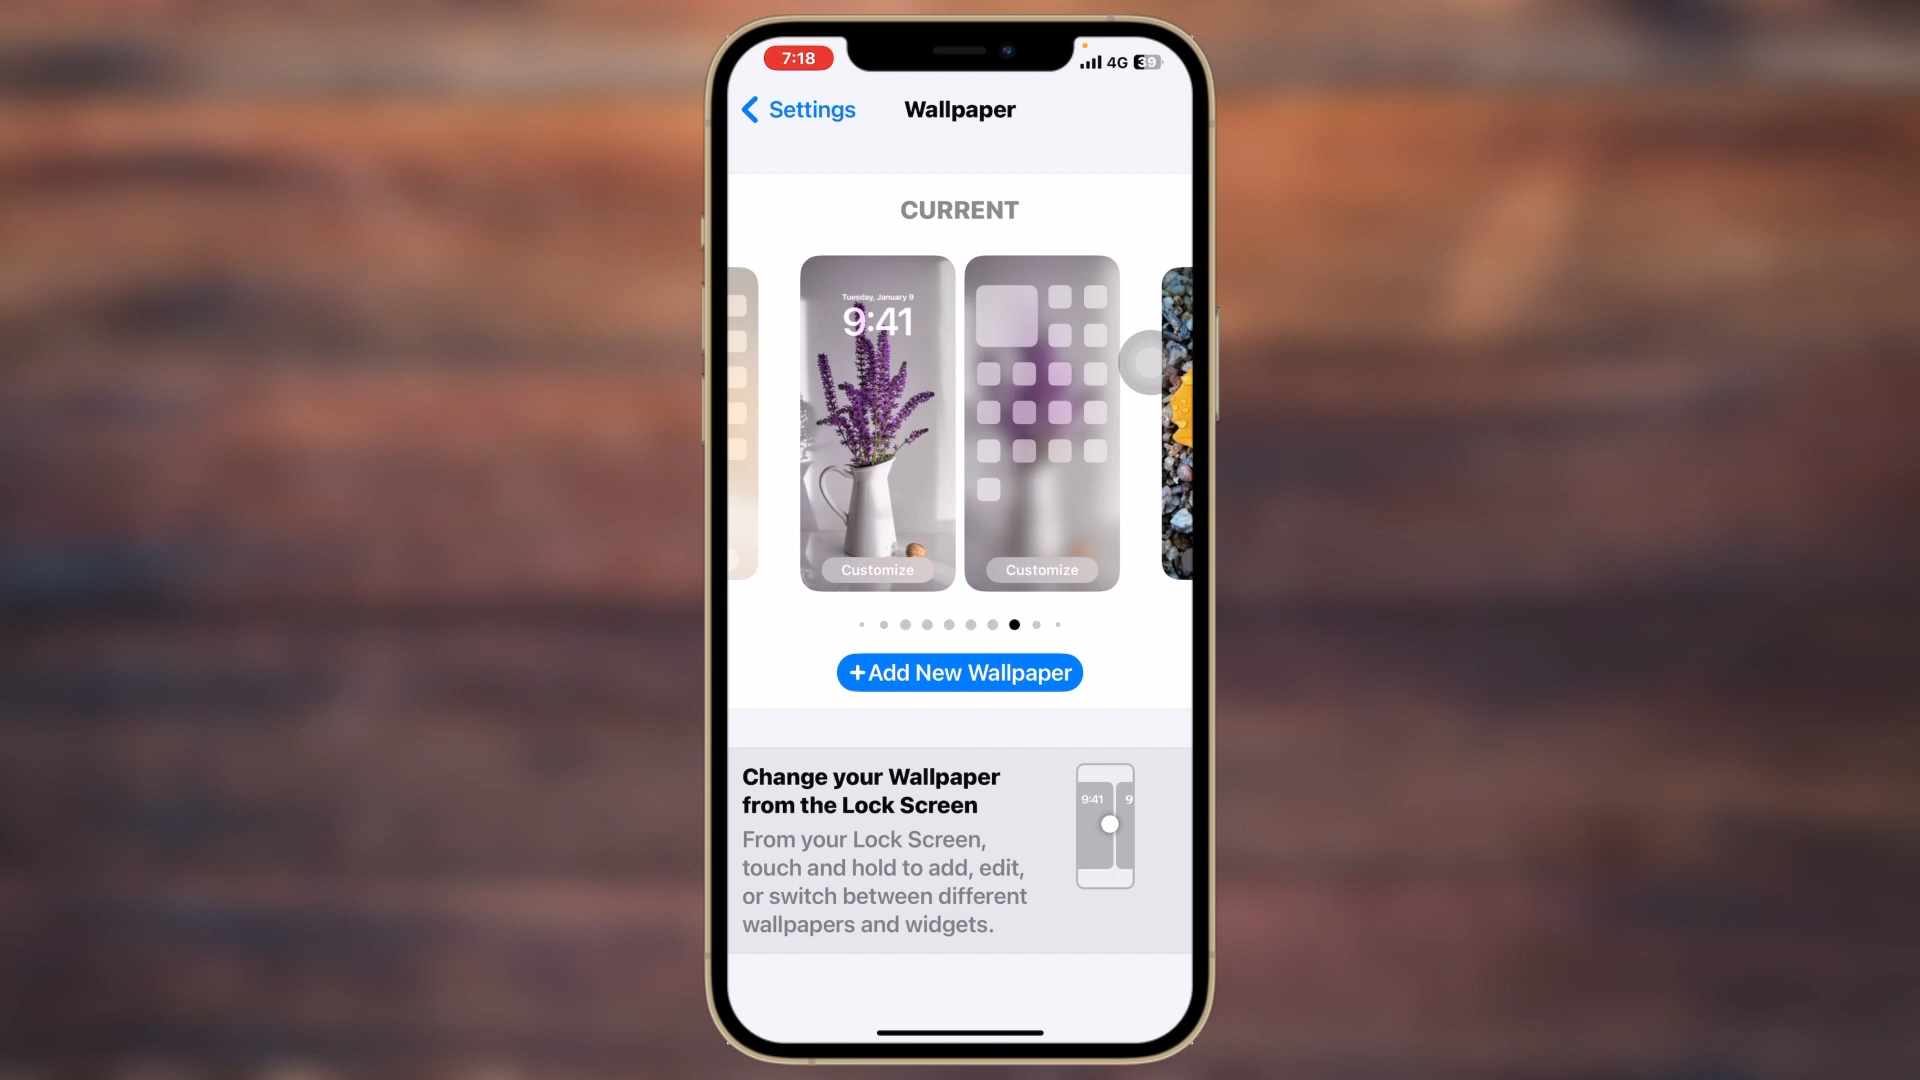 7:18
4G 39
Settings
Wallpaper
CURRENT
Tuesday, January 9
9:41
Customize
Customize
+Add New Wallpaper
Change your Wallpaper
from the Lock Screen
From your Lock Screen,
touch and hold to add, edit,
or switch between different
wallpapers and widgets.
9:41 9